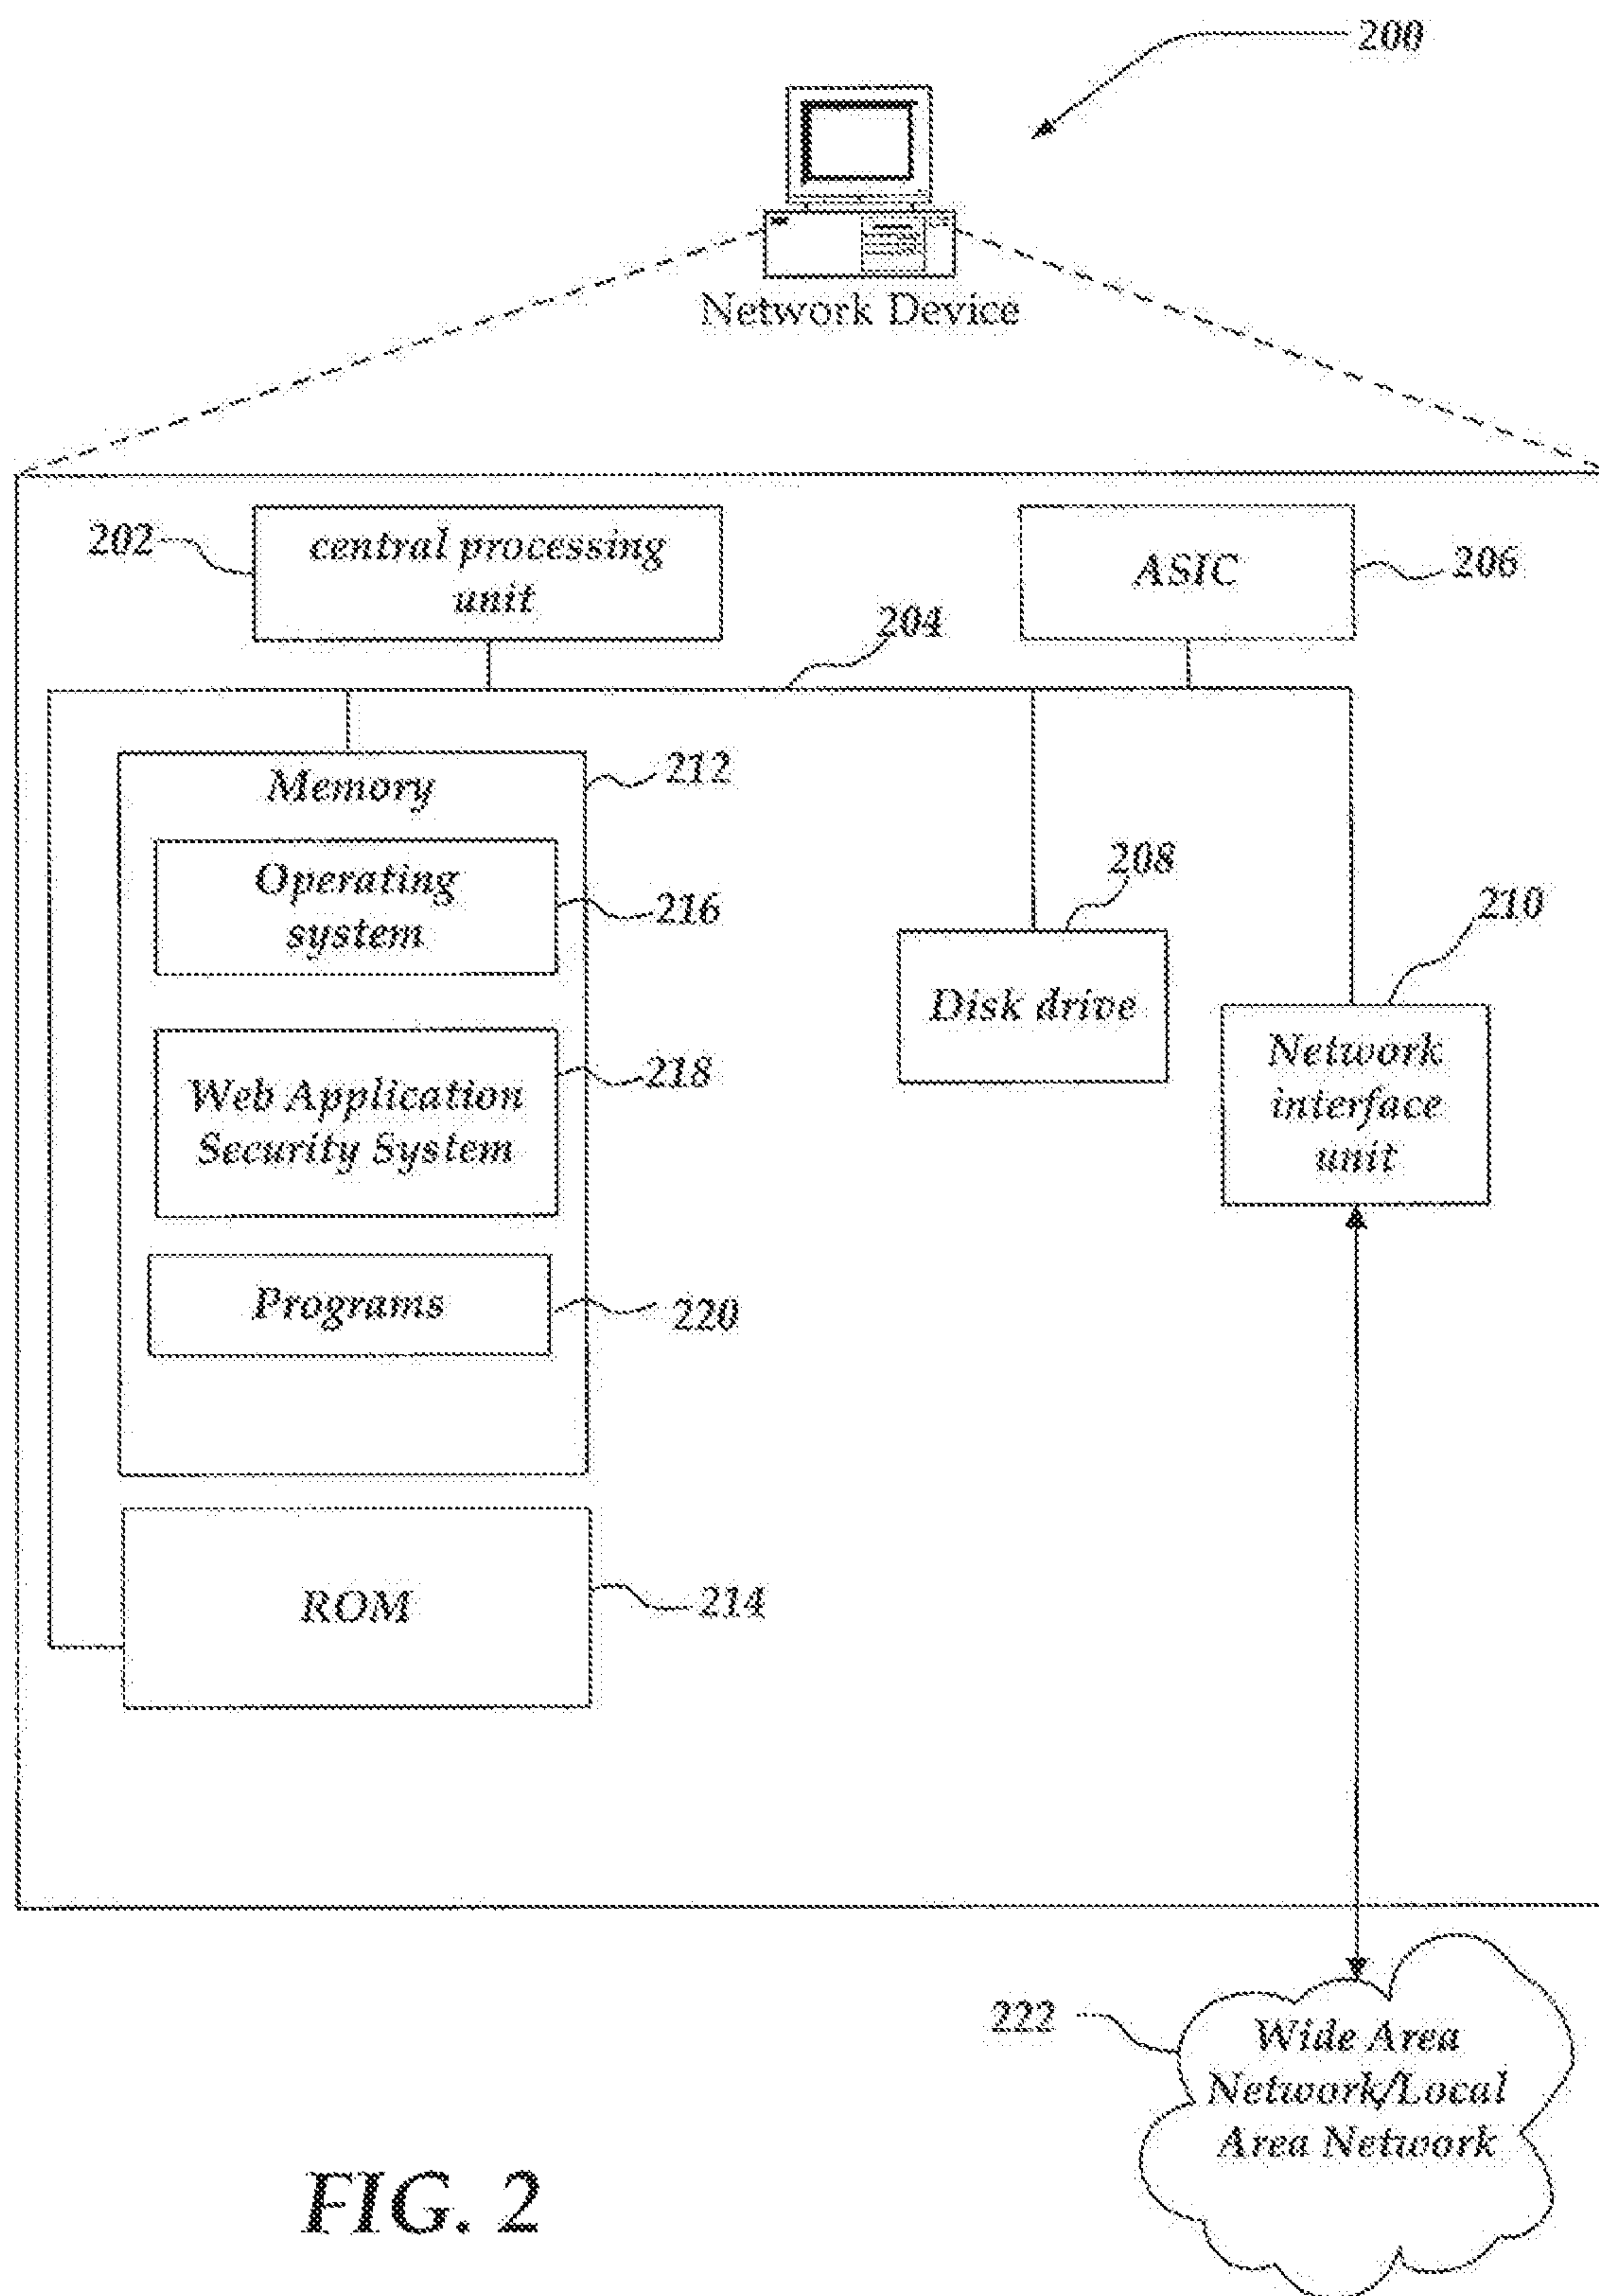 200
Network Device
202
central processing
unit
ASIC
206
204
Memory
212
Operating
system
216
208
210
Disk drive
Network
interface
unit
Web Application
Security System
218
Programs
220
ROM
214
222
Wide Area
Network/Local
Area Network
FIG. 2